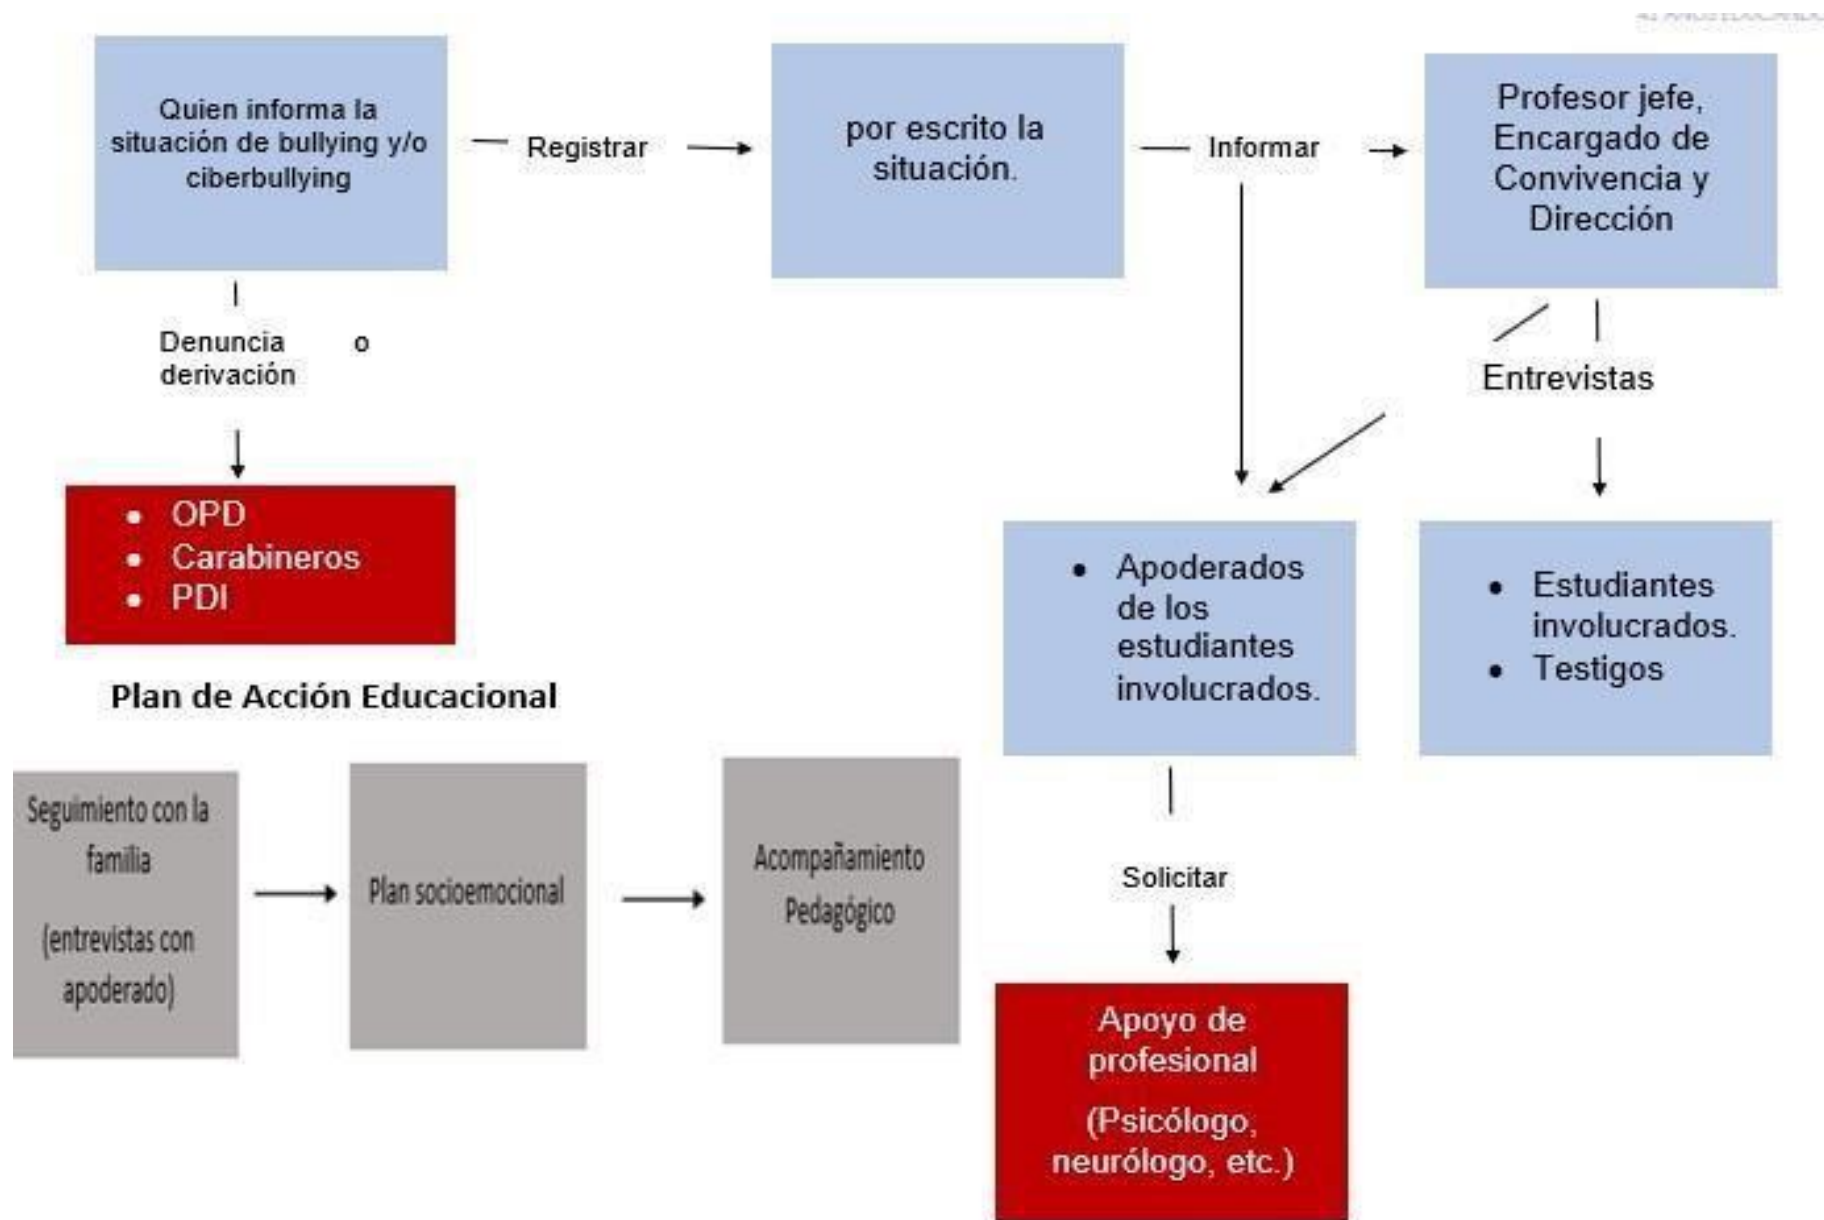 Quien informa la
situación de bullying y/o
ciberbullying
Registrar
por escrito la
situación.
Informar
Profesor jefe,
Encargado de
Convivencia y
Dirección
Denuncia o
derivación
Entrevistas
• OPD
• Carabineros
• PDI
• Apoderados
de los
estudiantes
involucrados.
• Estudiantes
involucrados.
• Testigos
Plan de Acción Educacional
Seguimiento con la
familia
(entrevistas con
apoderado)
Plan socioemocional
Acompañamiento
Pedagógico
Solicitar
Apoyo de
profesional
(Psicólogo,
neurólogo, etc.)